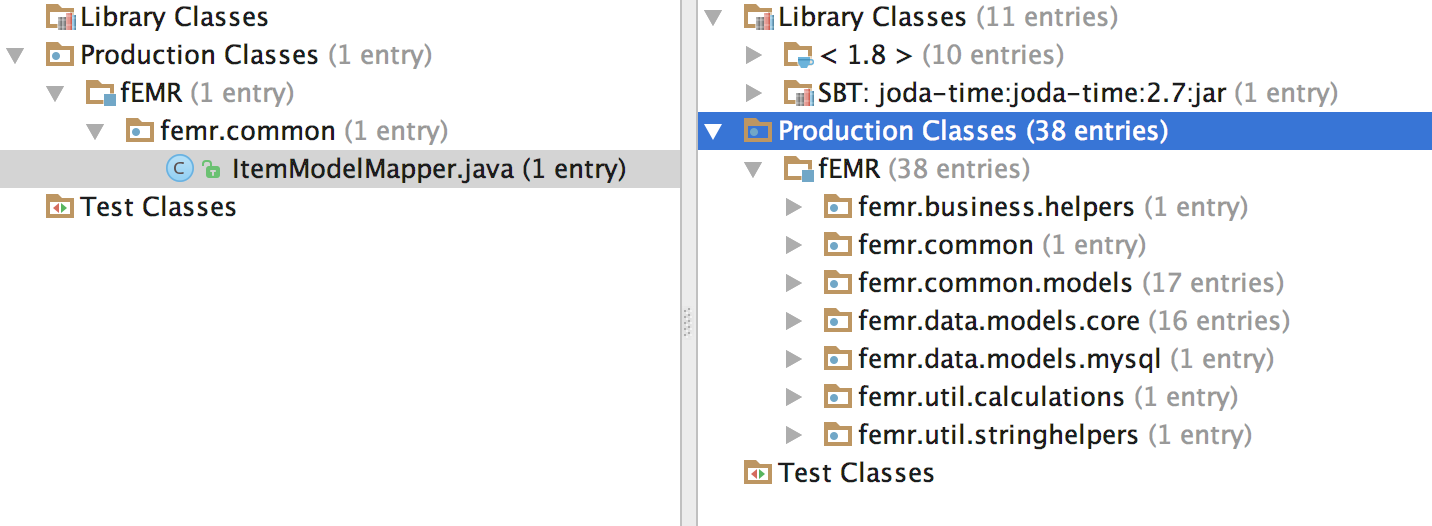 Library Classes
Production Classes (1 entry)
fEMR (1 entry)
femr.common (1 entry)
C ItemModelMapper.java (1 entry)
Test Classes
Library Classes (11 entries)
< 1.8 > (10 entries)
SBT: joda-time:joda-time:2.7:jar (1 entry)
Production Classes (38 entries)
fEMR (38 entries)
femr.business.helpers (1 entry)
femr.common (1 entry)
femr.common.models (17 entries)
femr.data.models.core (16 entries)
femr.data.models.mysql (1 entry)
femr.util.calculations (1 entry)
femr.util.stringhelpers (1 entry)
Test Classes